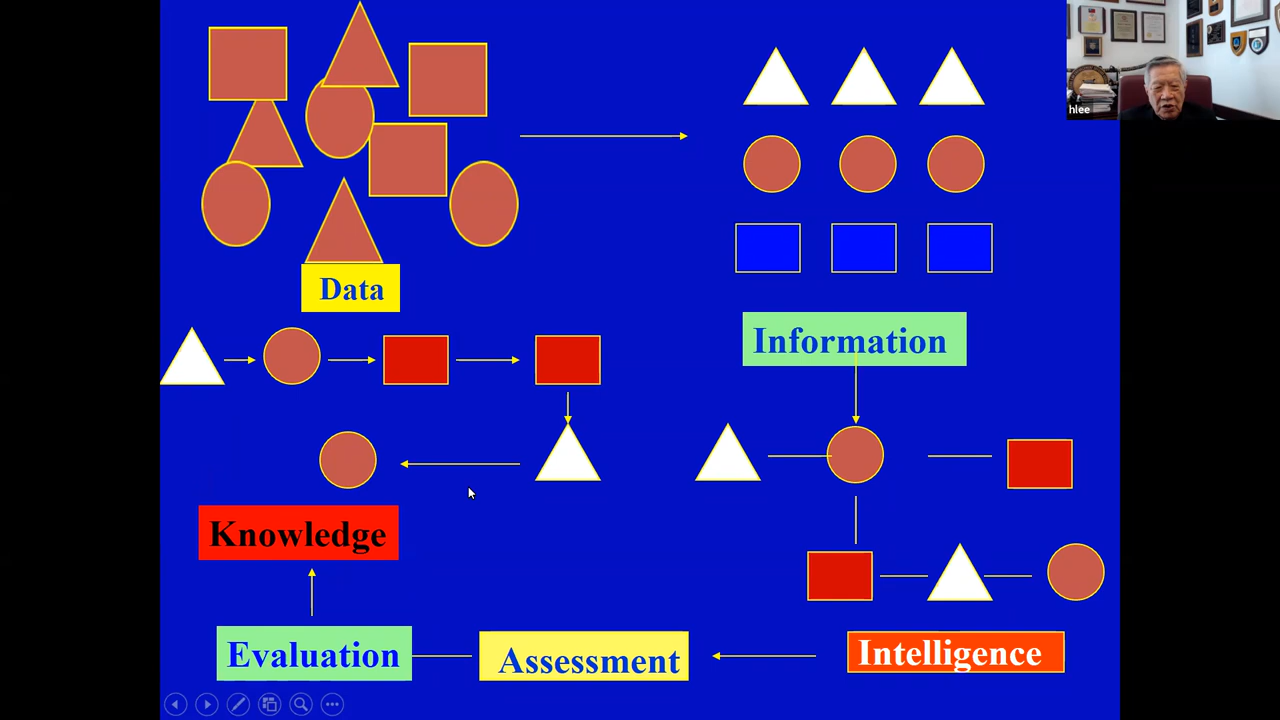 hlee
Data
Information
Knowledge
Evaluation
Assessment
Intelligence